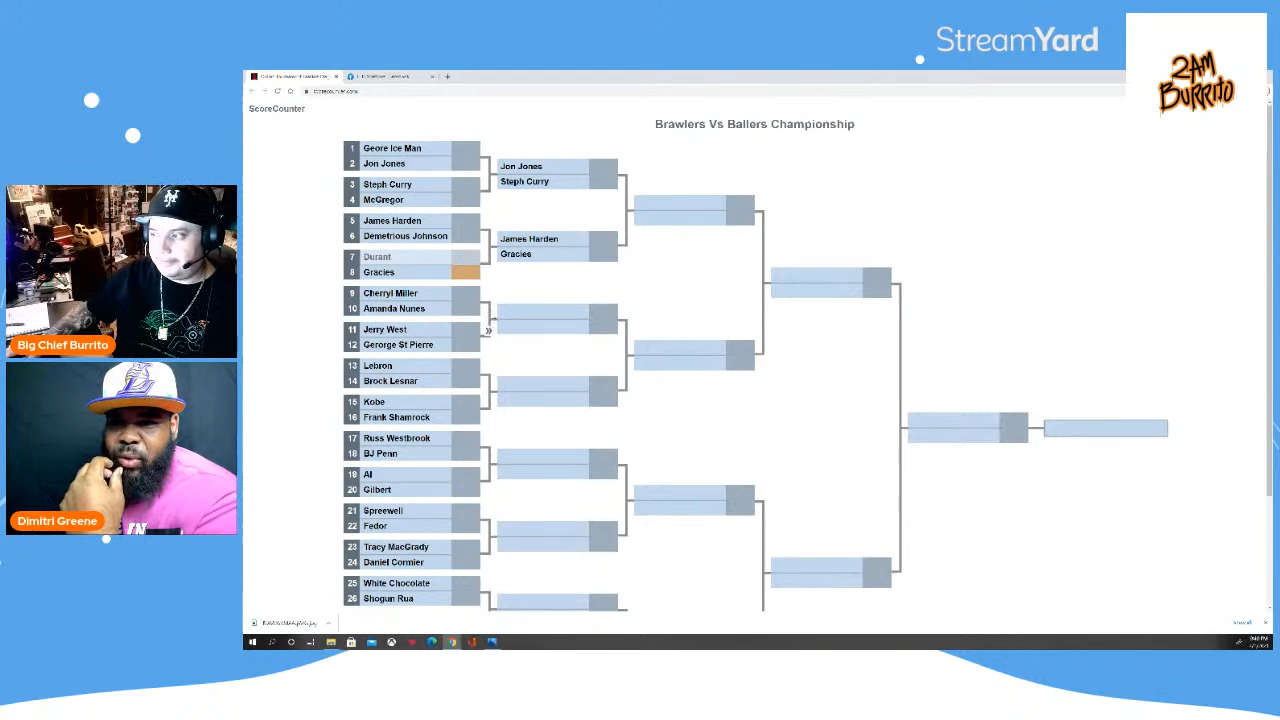 StreamYard
2AM
BURRITO
ScoreCounter
Brawlers Vs Ballers Championship
1 Geore Ice Man
2 Jon Jones
3 Steph Curry
4 McGregor
5 James Harden
6 Demetrious Johnson
7 Durant
8 Gracies
9 Cherryl Miller
10 Amanda Nunes
11 Jerry West
12 Gerorge St Pierre
13 Lebron
14 Brock Lesnar
15 Kobe
16 Frank Shamrock
17 Russ Westbrook
18 BJ Penn
19 AI
20 Gilbert
21 Spreewell
22 Fedor
23 Tracy MacGrady
24 Daniel Cormier
25 White Chocolate
26 Shogun Rua
Jon Jones
Steph Curry
James Harden
Gracies
Big Chief Burrito
Dimitri Greene
Show all